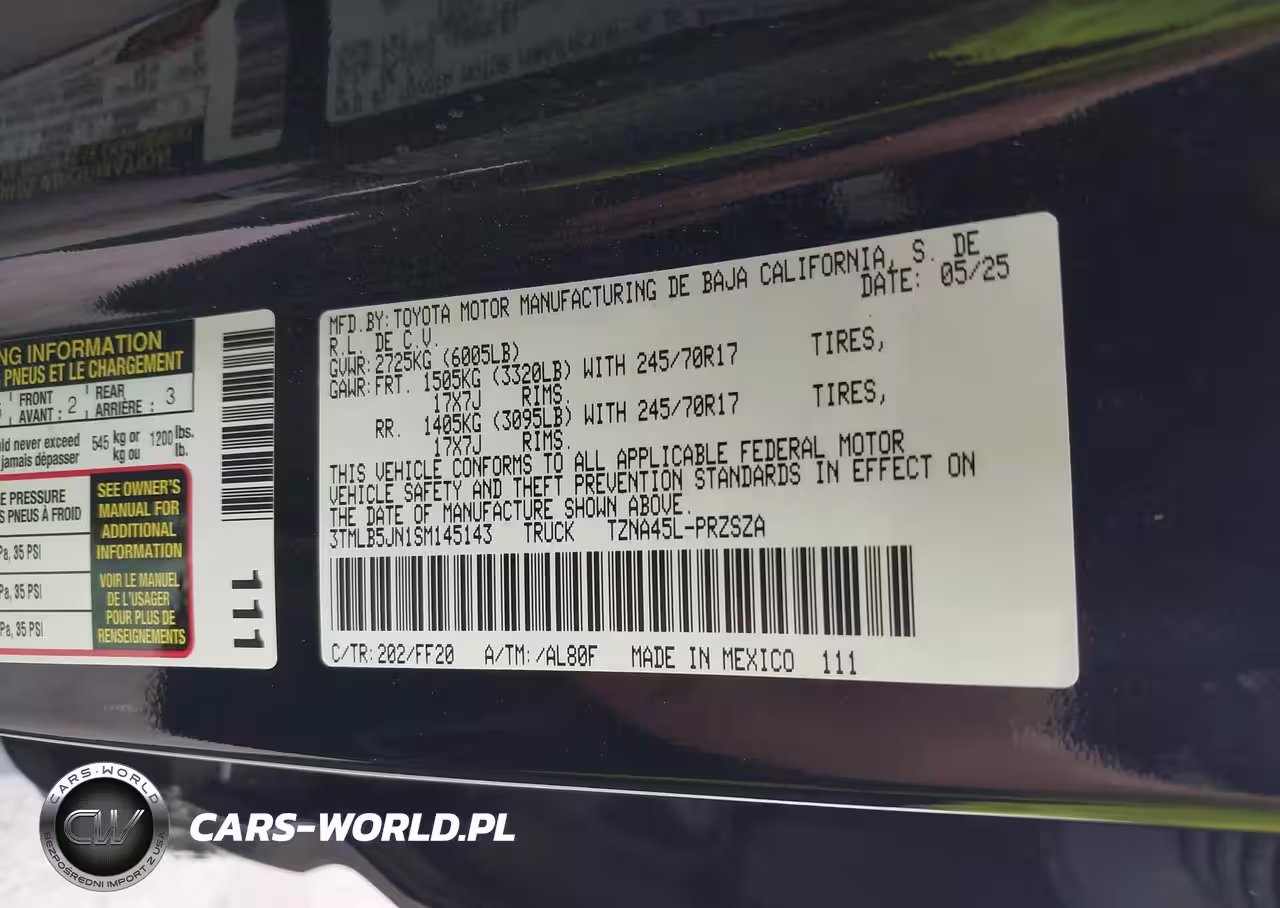 NG INFORMATION
PNEUS ET LE CHARGEMENT
FRONT
AVANT : 2
REAR
ARRIÈRE : 3
ld never exceed
jamais dépasser
545 kg or
kg ou
1200 lbs.
lb.
E PRESSURE
S PNEUS À FROID
Pa, 35 PSI
Pa, 35 PSI
Pa, 35 PSI
SEE OWNER'S
MANUAL FOR
ADDITIONAL
INFORMATION
VOIR LE MANUEL
DE L'USAGER
POUR PLUS DE
RENSEIGNEMENTS
111
MFD.BY:TOYOTA MOTOR MANUFACTURING DE BAJA CALIFORNIA, S. DE
R.L. DE C.V. DATE: 05/25
GVWR:2725KG (6005LB)
GAWR:FRT. 1505KG (3320LB) WITH 245/70R17 TIRES,
17X7J RIMS.
RR. 1405KG (3095LB) WITH 245/70R17 TIRES,
17X7J RIMS.
THIS VEHICLE CONFORMS TO ALL APPLICABLE FEDERAL MOTOR
VEHICLE SAFETY AND THEFT PREVENTION STANDARDS IN EFFECT ON
THE DATE OF MANUFACTURE SHOWN ABOVE.
3TMLB5JN1SM145143 TRUCK TZNA45L-PRZSZA
C/TR:202/FF20 A/TM:/AL80F MADE IN MEXICO 111
CARS-WORLD
CW
BEZPOŚREDNI IMPORT Z USA
CARS-WORLD.PL